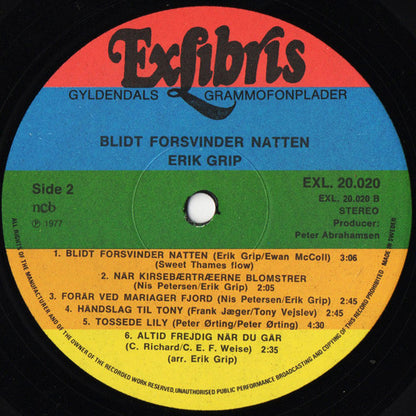 Exlibris
GYLDENDALS GRAMMOFONPLADER
BLIDT FORSVINDER NATTEN
ERIK GRIP
Side 2
ncb
℗ 1977
EXL. 20.020
EXL. 20.020 B
STEREO
Producer:
Peter Abrahamsen
1. BLIDT FORSVINDER NATTEN (Erik Grip/Ewan McColl) 3:06
(Sweet Thames flow)
2. NÅR KIRSEBÆRTRÆERNE BLOMSTRER
(Nis Petersen/Erik Grip) 2:05
3. FORÅR VED MARIAGER FJORD (Nis Petersen/Erik Grip) 2:45
4. HÅNDSLAG TIL TONY (Frank Jæger/Tony Vejslev) 2:45
5. TOSSEDE LILY (Peter Ørting/Peter Ørting) 4:30
6. ALTID FREJDIG NÅR DU GÅR
(C. Richard/C. E. F. Weise) 2:35
(arr. Erik Grip)
ALL RIGHTS OF THE MANUFACTURER AND OF THE OWNER OF THE RECORDED WORK RESERVED. UNAUTHORISED PUBLIC PERFORMANCE BROADCASTING AND COPYING OF THIS RECORD PROHIBITED MADE IN SWEDEN